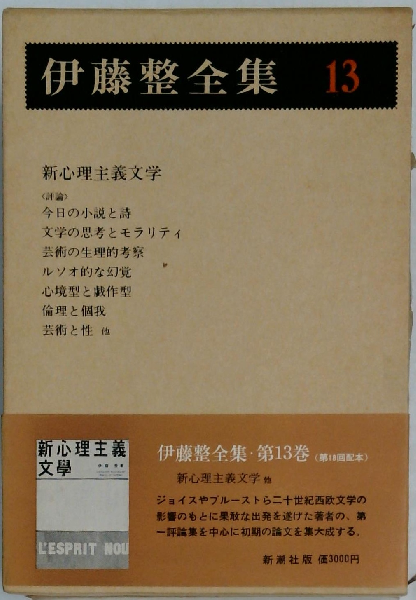 伊藤整全集 13
新心理主義文学
〈評論〉
今日の小説と詩
文学の思考とモラリティ
芸術の生理的考察
ルソオ的な幻覚
心境型と戯作型
倫理と個我
芸術と性 他
新心理主義
文學
L'ESPRIT NOU
伊藤整全集・第13巻（第10回配本）
新心理主義文学 他
ジョイスやプルーストら二十世紀西欧文学の
影響のもとに果敢な出発を遂げた著者の、第
一評論集を中心に初期の論文を集大成する。
新潮社版 価3000円